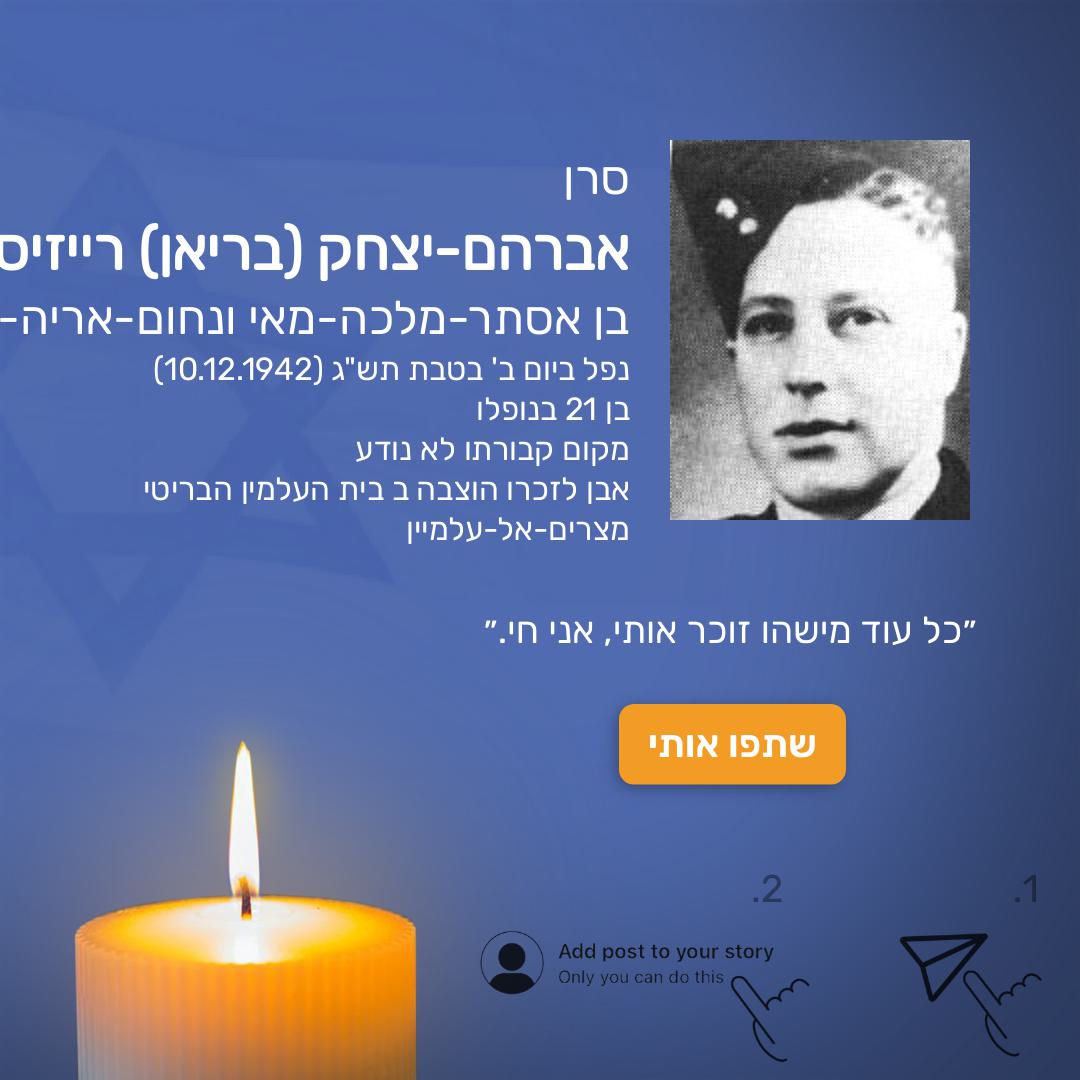 סרן
אברהם-יצחק (בריאן) רייזיס
בן אסתר-מלכה-מאי ונחום-אריה-
נפל ביום ב' בטבת תש"ג (10.12.1942)
בן 21 בנופלו
מקום קבורתו לא נודע
אבן לזכרו הוצבה ב בית העלמין הבריטי
מצרים-אל-עלמיין
״כל עוד מישהו זוכר אותי, אני חי.״
שתפו אותי
1.
2.
Add post to your story
Only you can do this